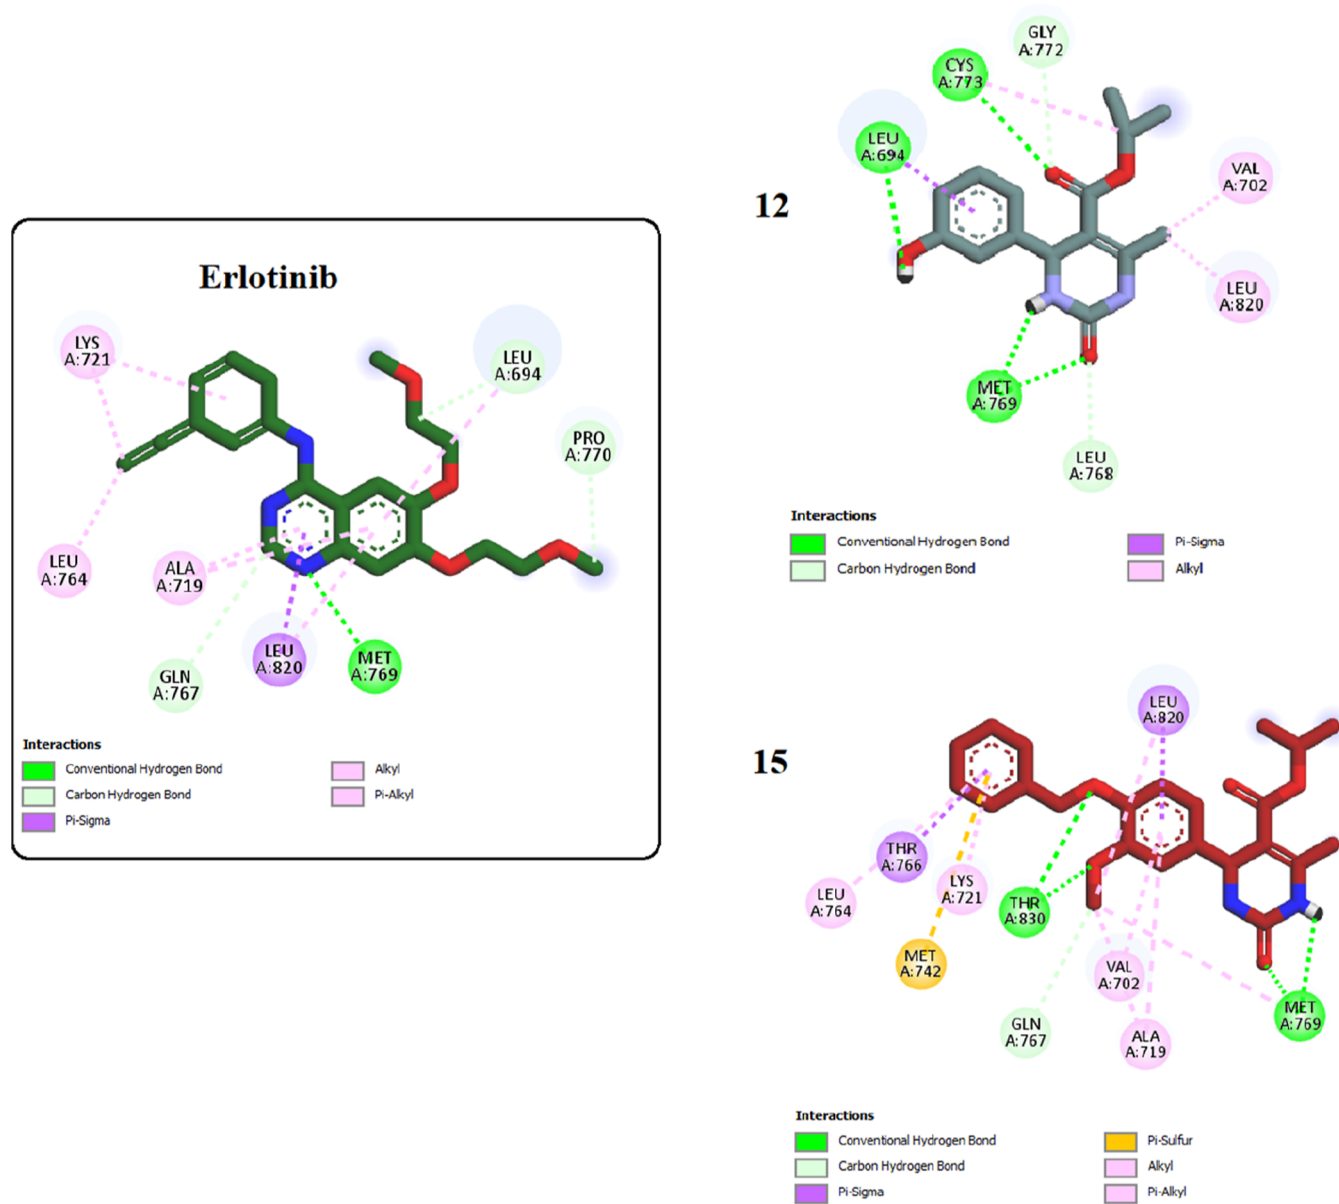 Erlotinib
LYS
A:721
LEU
A:694
PRO
A:770
LEU
A:764
ALA
A:719
GLN
A:767
LEU
A:820
MET
A:769
Interactions
Conventional Hydrogen Bond
Carbon Hydrogen Bond
Pi-Sigma
Alkyl
Pi-Alkyl
12
GLY
A:772
CYS
A:773
LEU
A:694
VAL
A:702
LEU
A:820
MET
A:769
LEU
A:768
Interactions
Conventional Hydrogen Bond
Carbon Hydrogen Bond
Pi-Sigma
Alkyl
15
LEU
A:820
THR
A:766
LEU
A:764
LYS
A:721
THR
A:830
MET
A:742
VAL
A:702
GLN
A:767
ALA
A:719
MET
A:769
Interactions
Conventional Hydrogen Bond
Carbon Hydrogen Bond
Pi-Sigma
Pi-Sulfur
Alkyl
Pi-Alkyl